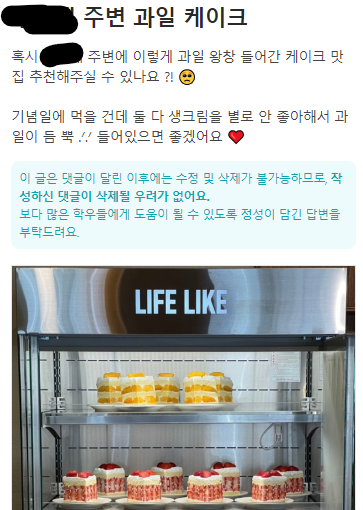 주변 과일 케이크
혹시 주변에 이렇게 과일 왕창 들어간 케이크 맛
집 추천해주실 수 있나요 ?! 🥺
기념일에 먹을 건데 둘 다 생크림을 별로 안 좋아해서 과
일이 듬 뿍 .ᐟ.ᐟ 들어있으면 좋겠어요 ❤️
이 글은 댓글이 달린 이후에는 수정 및 삭제가 불가능하므로, 작
성하신 댓글이 삭제될 우려가 없어요.
보다 많은 학우들에게 도움이 될 수 있도록 정성이 담긴 답변을
부탁드려요.
LIFE LIKE